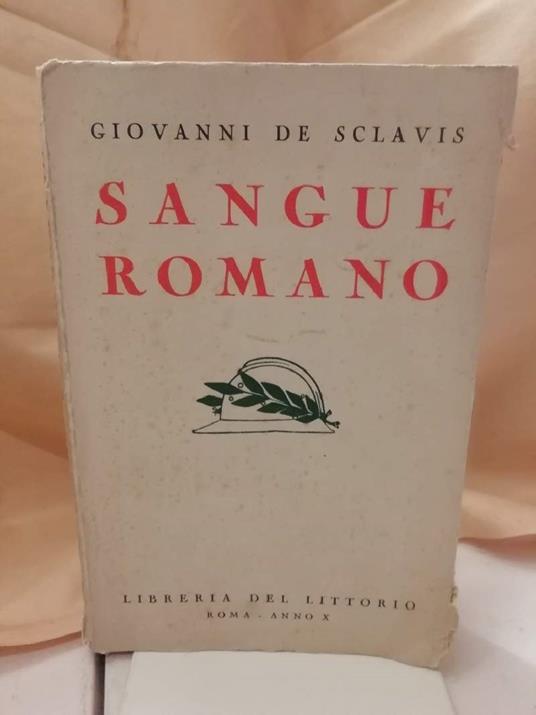 GIOVANNI DE SCLAVIS
SANGUE
ROMANO
LIBRERIA DEL LITTORIO
ROMA - ANNO X